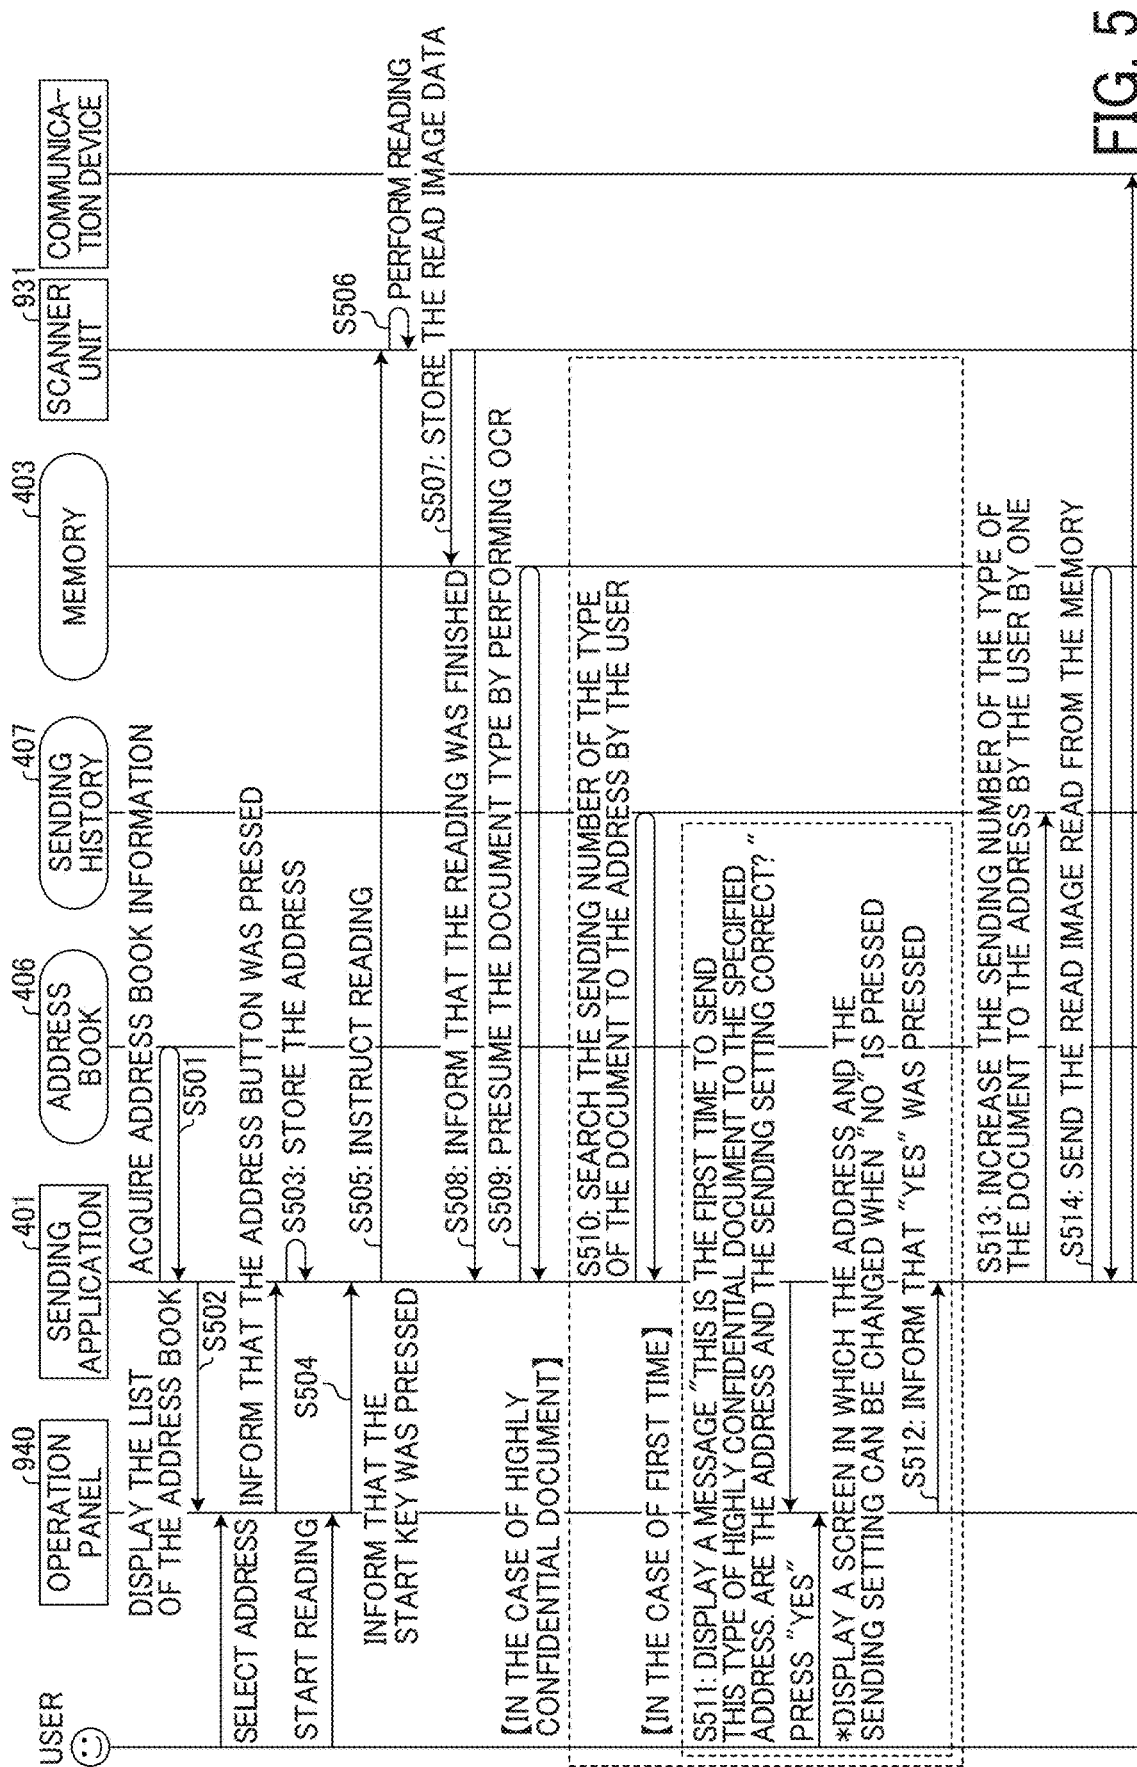 USER
940
OPERATION
PANEL
401
SENDING
APPLICATION
406
ADDRESS
BOOK
407
SENDING
HISTORY
403
MEMORY
931
SCANNER
UNIT
COMMUNICA-
TION DEVICE
ACQUIRE ADDRESS BOOK INFORMATION
S501
DISPLAY THE LIST
OF THE ADDRESS BOOK
S502
SELECT ADDRESS
INFORM THAT THE ADDRESS BUTTON WAS PRESSED
S503: STORE THE ADDRESS
START READING
S504
INFORM THAT THE
START KEY WAS PRESSED
S505: INSTRUCT READING
S506
PERFORM READING
S507: STORE THE READ IMAGE DATA
S508: INFORM THAT THE READING WAS FINISHED
S509: PRESUME THE DOCUMENT TYPE BY PERFORMING OCR
[IN THE CASE OF HIGHLY
CONFIDENTIAL DOCUMENT]
S510: SEARCH THE SENDING NUMBER OF THE TYPE
OF THE DOCUMENT TO THE ADDRESS BY THE USER
[IN THE CASE OF FIRST TIME]
S511: DISPLAY A MESSAGE "THIS IS THE FIRST TIME TO SEND
THIS TYPE OF HIGHLY CONFIDENTIAL DOCUMENT TO THE SPECIFIED
ADDRESS. ARE THE ADDRESS AND THE SENDING SETTING CORRECT?"
PRESS "YES"
*DISPLAY A SCREEN IN WHICH THE ADDRESS AND THE
SENDING SETTING CAN BE CHANGED WHEN "NO" IS PRESSED
S512: INFORM THAT "YES" WAS PRESSED
S513: INCREASE THE SENDING NUMBER OF THE TYPE OF
THE DOCUMENT TO THE ADDRESS BY THE USER BY ONE
S514: SEND THE READ IMAGE READ FROM THE MEMORY
FIG. 5